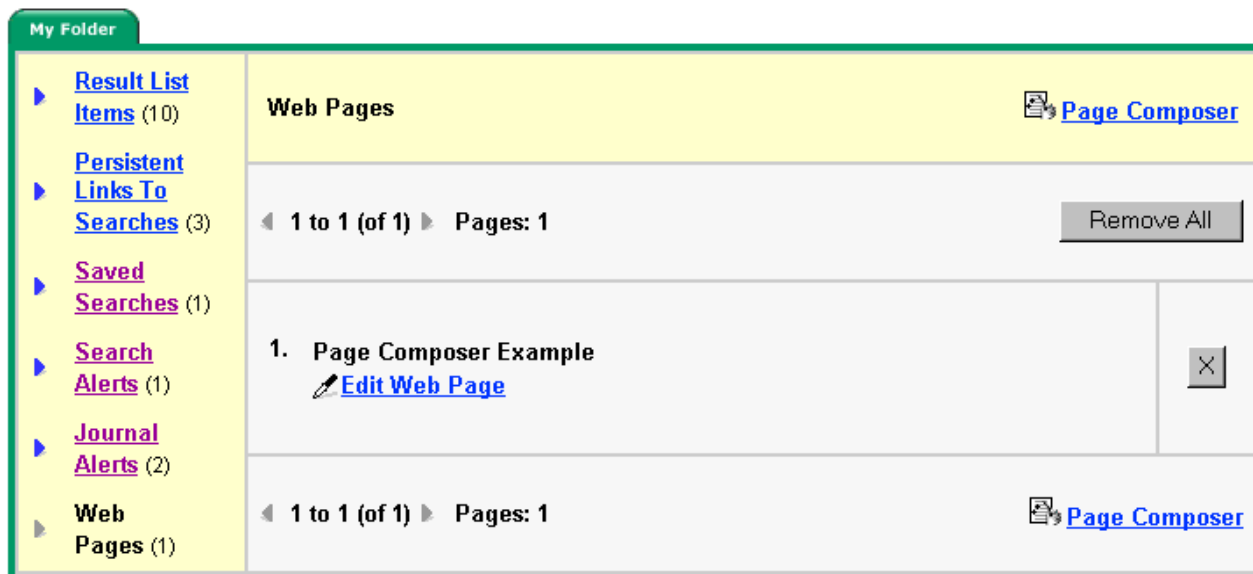 My Folder
Result List
Items (10)
Persistent
Links To
Searches (3)
Saved
Searches (1)
Search
Alerts (1)
Journal
Alerts (2)
Web
Pages (1)
Web Pages
Page Composer
1 to 1 (of 1) Pages: 1
Remove All
1. Page Composer Example
Edit Web Page
X
1 to 1 (of 1) Pages: 1
Page Composer